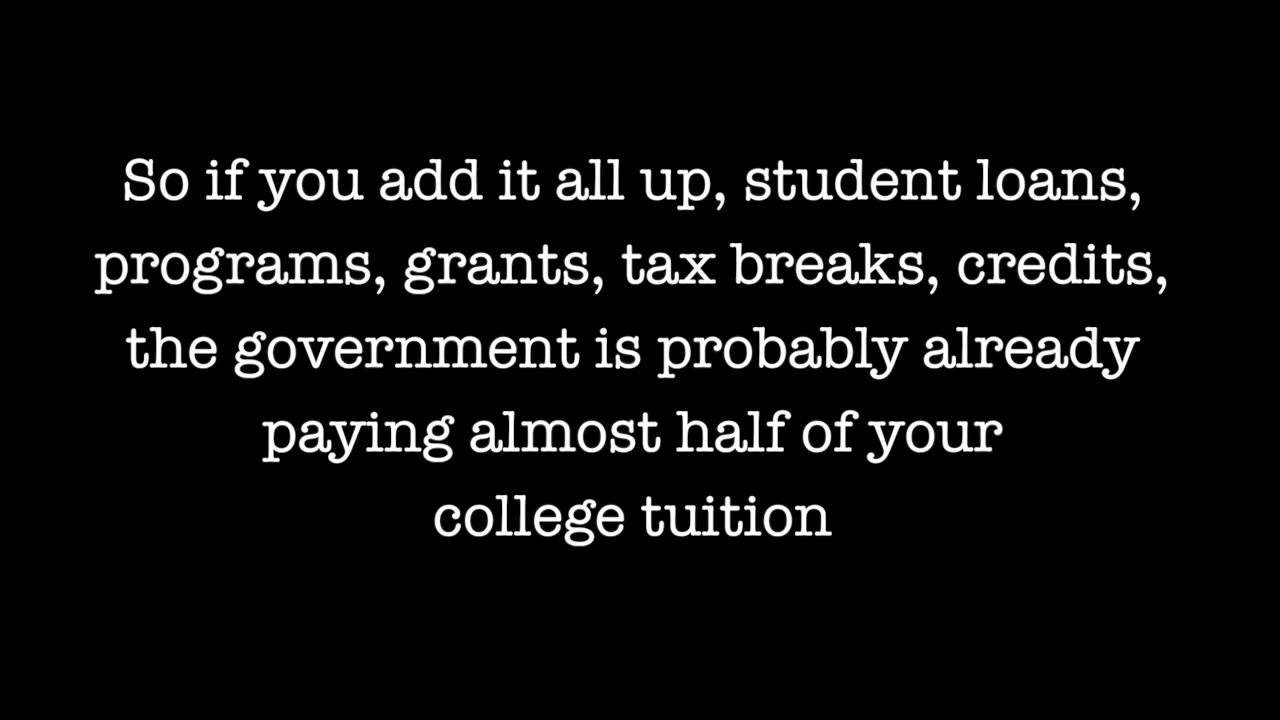 So if you add it all up, student loans,
programs, grants, tax breaks, credits,
the government is probably already
paying almost half of your
college tuition